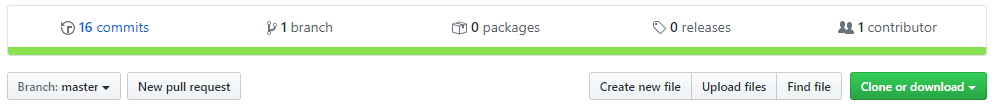 16 commits 1 branch 0 packages 0 releases 1 contributor
Branch: master New pull request Create new file Upload files Find file Clone or download